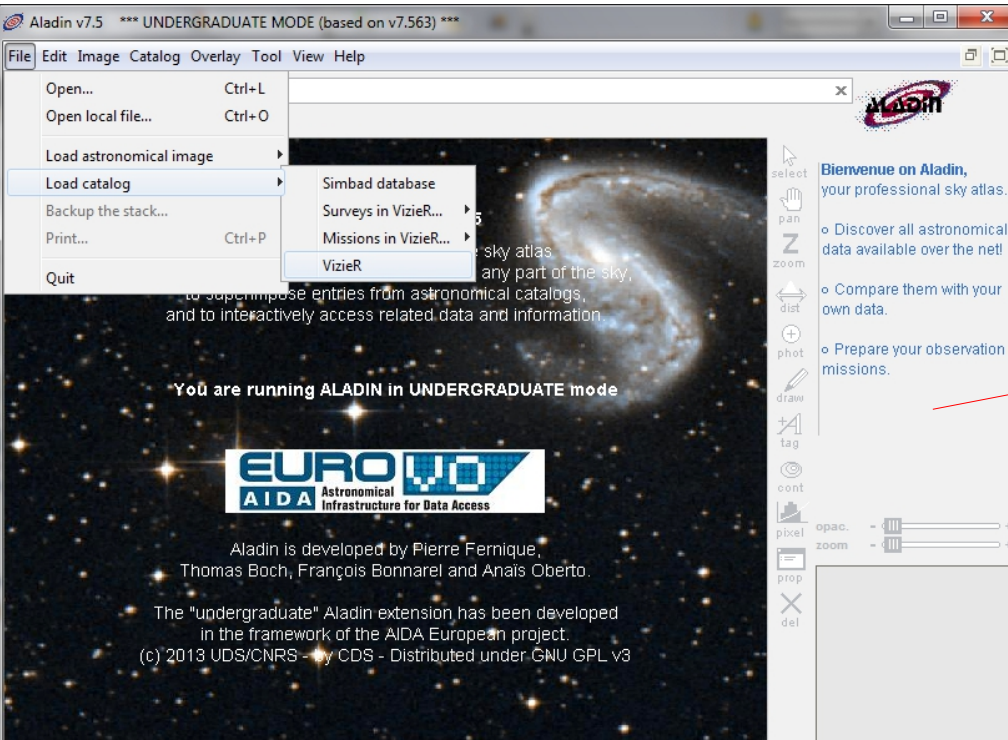 Aladin v7.5 *** UNDERGRADUATE MODE (based on v7.563) ***
File Edit Image Catalog Overlay Tool View Help
Open... Ctrl+L
Open local file... Ctrl+O
Load astronomical image
Load catalog
Backup the stack...
Print... Ctrl+P
Quit
Simbad database
Surveys in VizieR...
Missions in VizieR...
VizieR
5
sky atlas
any part of the sky,
to superimpose entries from astronomical catalogs,
and to interactively access related data and information.
You are running ALADIN in UNDERGRADUATE mode
EURO VO
AIDA Astronomical
Infrastructure for Data Access
Aladin is developed by Pierre Fernique,
Thomas Boch, François Bonnarel and Anaïs Oberto.
The "undergraduate" Aladin extension has been developed
in the framework of the AIDA European project.
(c) 2013 UDS/CNRS - by CDS - Distributed under GNU GPL v3
select
pan
zoom
dist
phot
draw
tag
cont
pixel
prop
del
ALADIN
Bienvenue on Aladin,
your professional sky atlas.
o Discover all astronomical
data available over the net!
o Compare them with your
own data.
o Prepare your observation
missions.
opac. - +
zoom - +